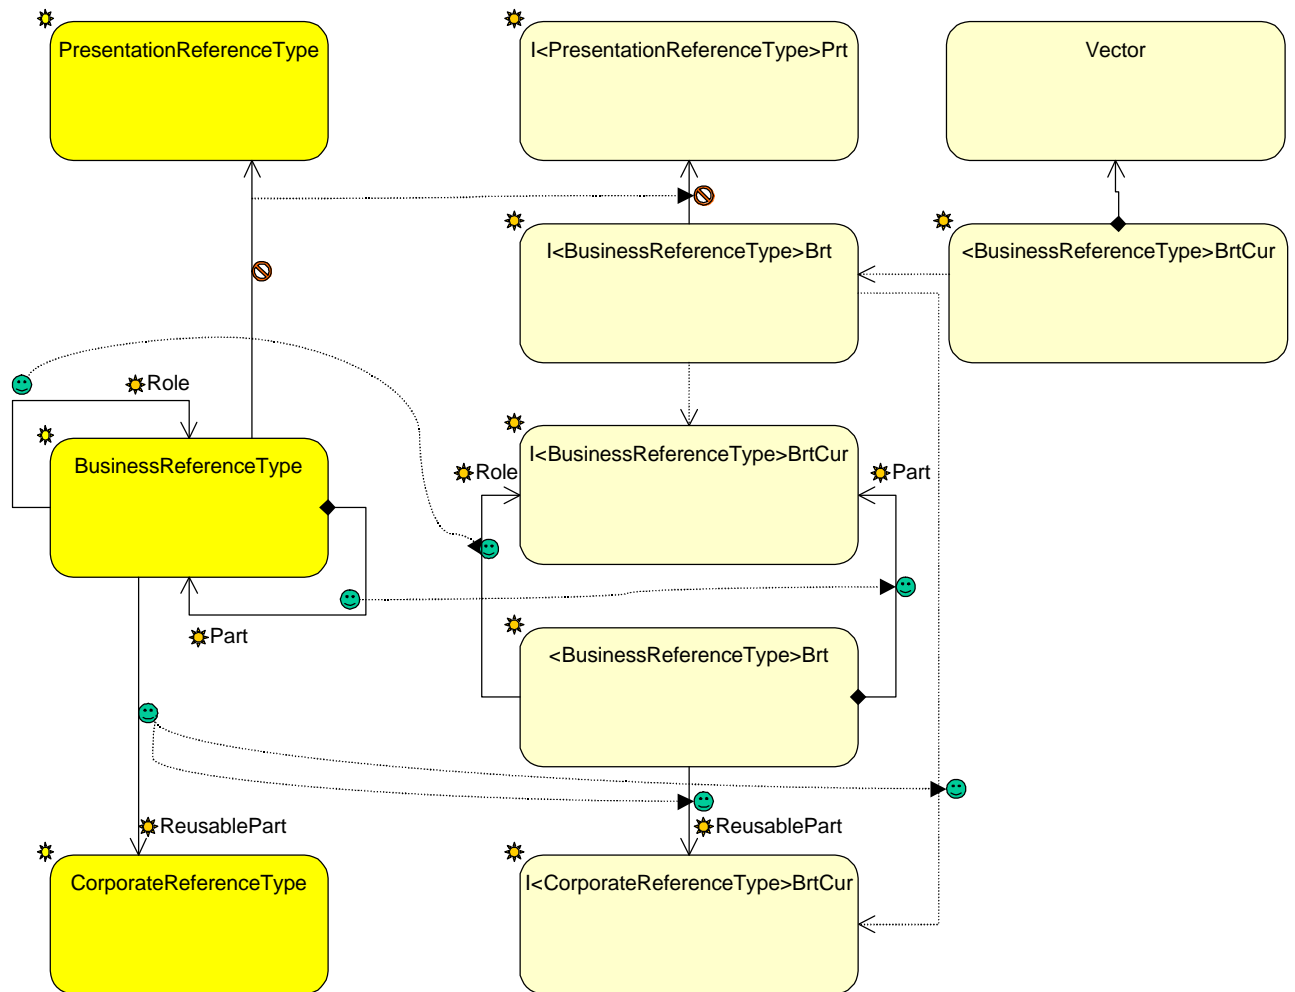 PresentationReferenceType
I<PresentationReferenceType>Prt
Vector
I<BusinessReferenceType>Brt
<BusinessReferenceType>BrtCur
Role
BusinessReferenceType
I<BusinessReferenceType>BrtCur
Role
Part
Part
<BusinessReferenceType>Brt
ReusablePart
ReusablePart
CorporateReferenceType
I<CorporateReferenceType>BrtCur